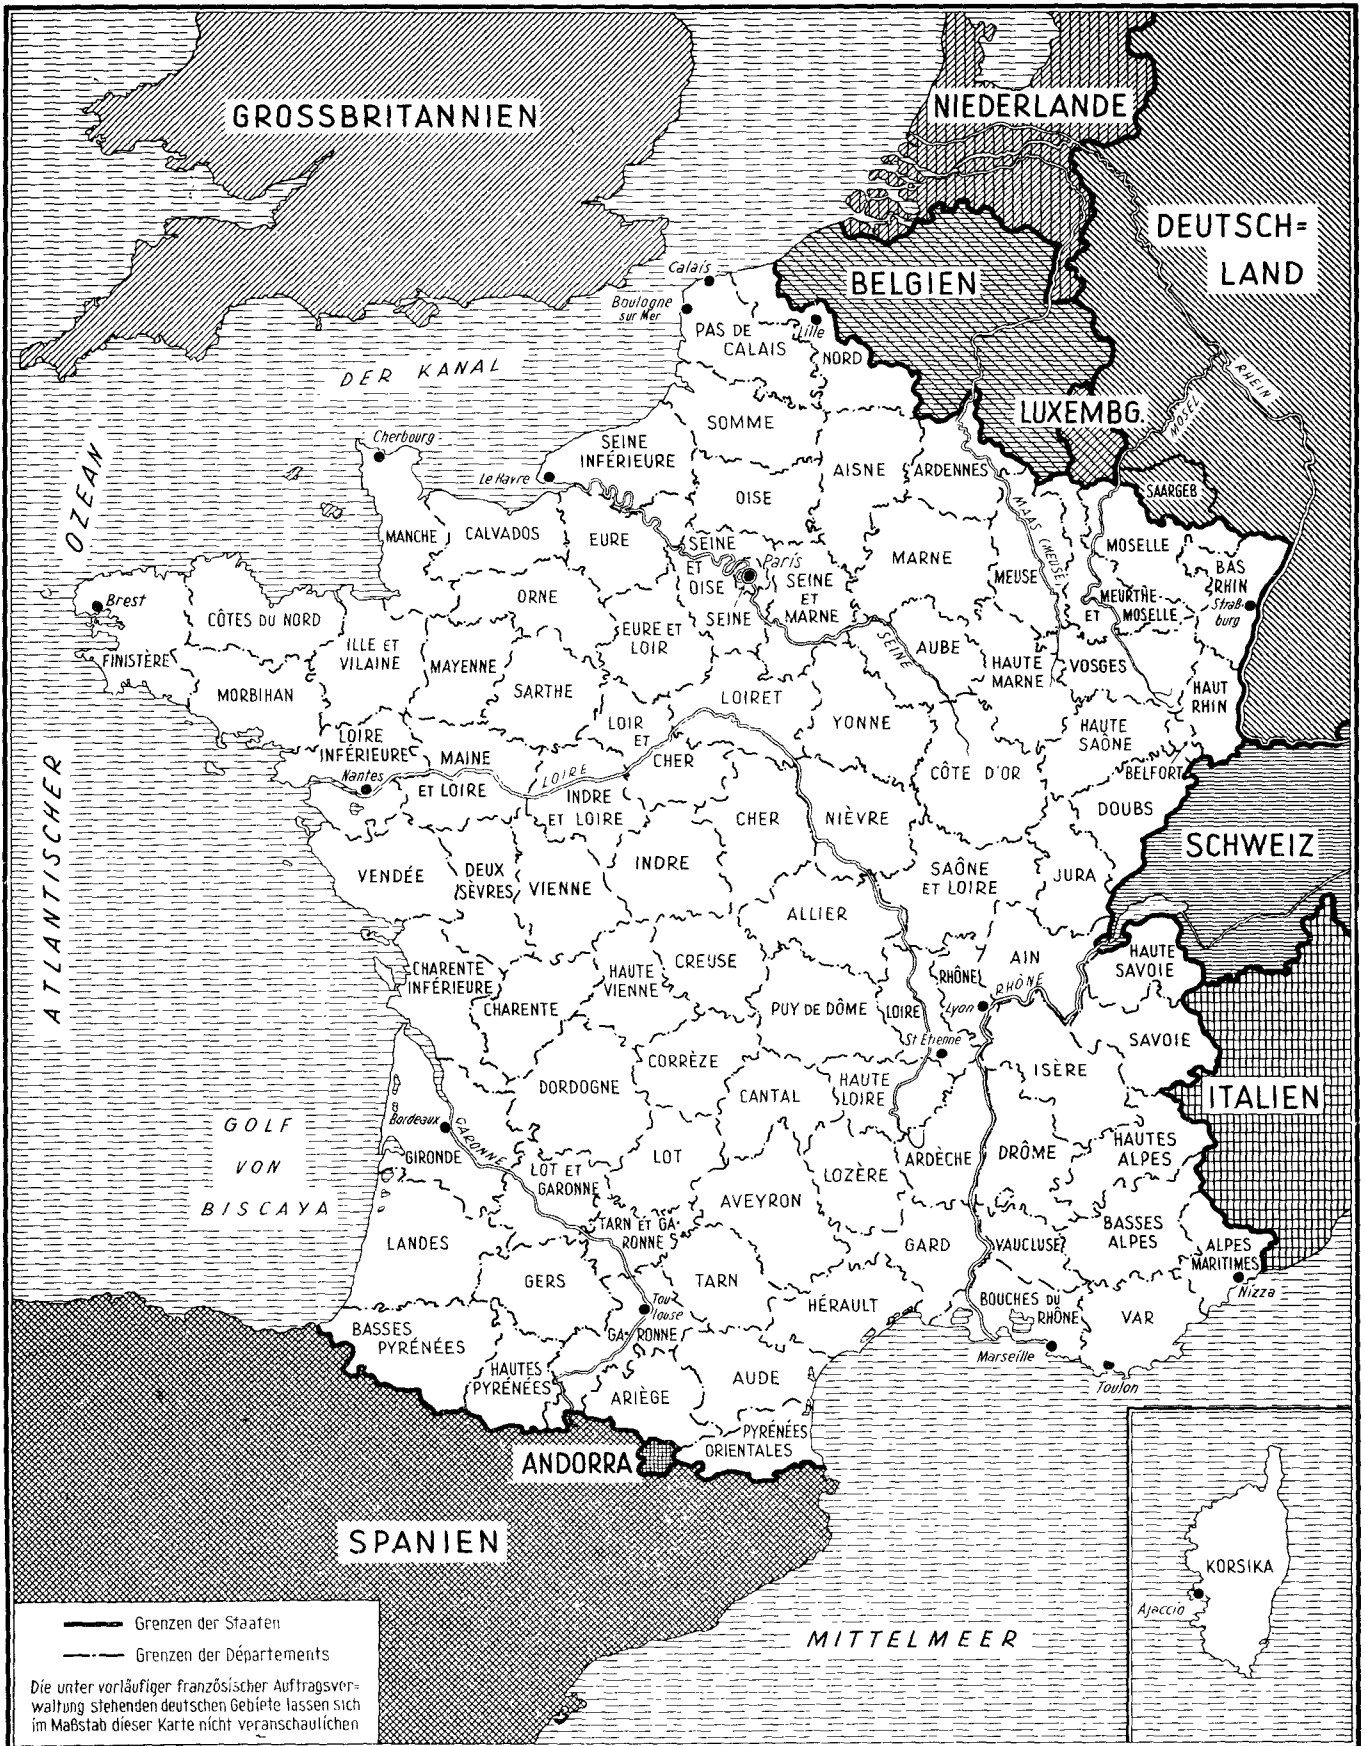 GROSSBRITANNIEN
NIEDERLANDE
DEUTSCH=
LAND
BELGIEN
LUXEMBG.
RHEIN
MOSEL
SAARGEB.
DER KANAL
OZEAN
ATLANTISCHER
Calais
Boulogne
sur Mer
Lille
PAS DE
CALAIS
NORD
SOMME
SEINE
INFÉRIEURE
Cherbourg
Le Havre
AISNE
ARDENNES
OISE
MAAS (MEUSE)
MANCHE
CALVADOS
EURE
SEINE
ET
OISE
Paris
SEINE
ET
MARNE
SEINE
MARNE
MEUSE
MOSELLE
BAS
RHIN
MEURTHE
ET MOSELLE
Straß-
burg
Brest
FINISTÈRE
CÔTES DU NORD
MORBIHAN
ILLE ET
VILAINE
MAYENNE
ORNE
SARTHE
EURE ET
LOIR
SEINE
AUBE
HAUTE
MARNE
VOSGES
HAUT
RHIN
LOIRET
YONNE
LOIR
ET
CHER
LOIRE
INFÉRIEURE
Nantes
MAINE
ET LOIRE
LOIRE
INDRE
ET LOIRE
CÔTE D'OR
HAUTE
SAÔNE
BELFORT
DOUBS
CHER
NIÈVRE
SCHWEIZ
VENDÉE
DEUX
SÈVRES
VIENNE
INDRE
SAÔNE
ET LOIRE
JURA
ALLIER
CHARENTE
INFÉRIEURE
CHARENTE
HAUTE
VIENNE
CREUSE
PUY DE DÔME
LOIRE
RHÔNE
AIN
RHÔNE
Lyon
HAUTE
SAVOIE
SAVOIE
St Etienne
ISÈRE
ITALIEN
DORDOGNE
CORRÈZE
CANTAL
HAUTE
LOIRE
GOLF
VON
BISCAYA
Bordeaux
GARONNE
GIRONDE
LOT ET
GARONNE
LOT
AVEYRON
LOZÈRE
ARDÈCHE
DRÔME
HAUTES
ALPES
LANDES
TARN ET GA-
RONNE
GERS
TARN
GARD
VAUCLUSE
BASSES
ALPES
ALPES
MARITIMES
Nizza
HÉRAULT
BOUCHES DU
RHÔNE
VAR
Tou-
louse
GA-RONNE
Marseille
Toulon
BASSES
PYRÉNÉES
HAUTES
PYRÉNÉES
ARIÈGE
AUDE
PYRÉNÉES
ORIENTALES
ANDORRA
SPANIEN
MITTELMEER
KORSIKA
Ajaccio
Grenzen der Staaten
Grenzen der Départements
Die unter vorläufiger französischer Auftragsver=
waltung stehenden deutschen Gebiete lassen sich
im Maßstab dieser Karte nicht veranschaulichen